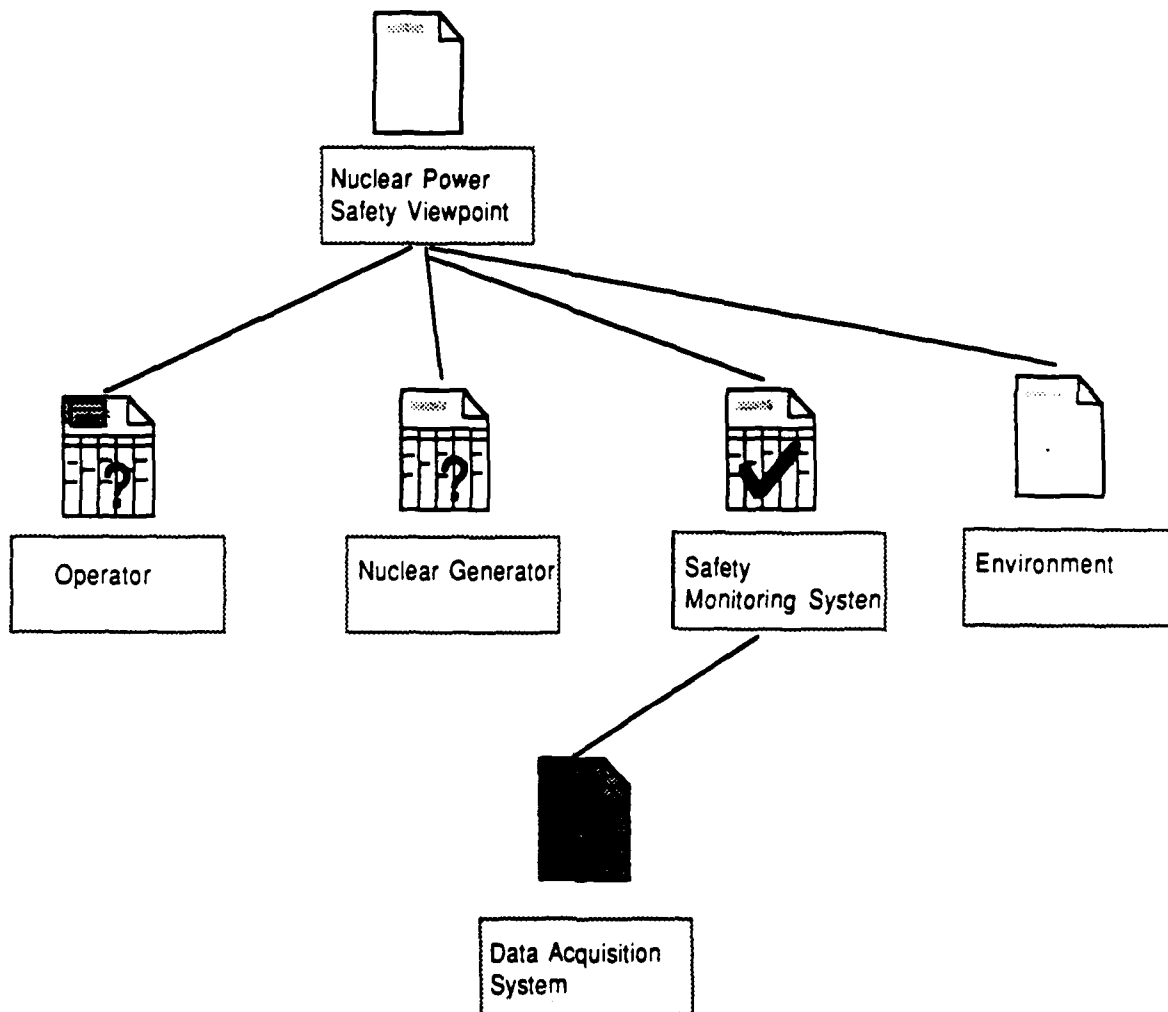 Nuclear Power
Safety Viewpoint
?
?
Operator
Nuclear Generator
Safety
Monitoring Systen
Environment
Data Acquisition
System